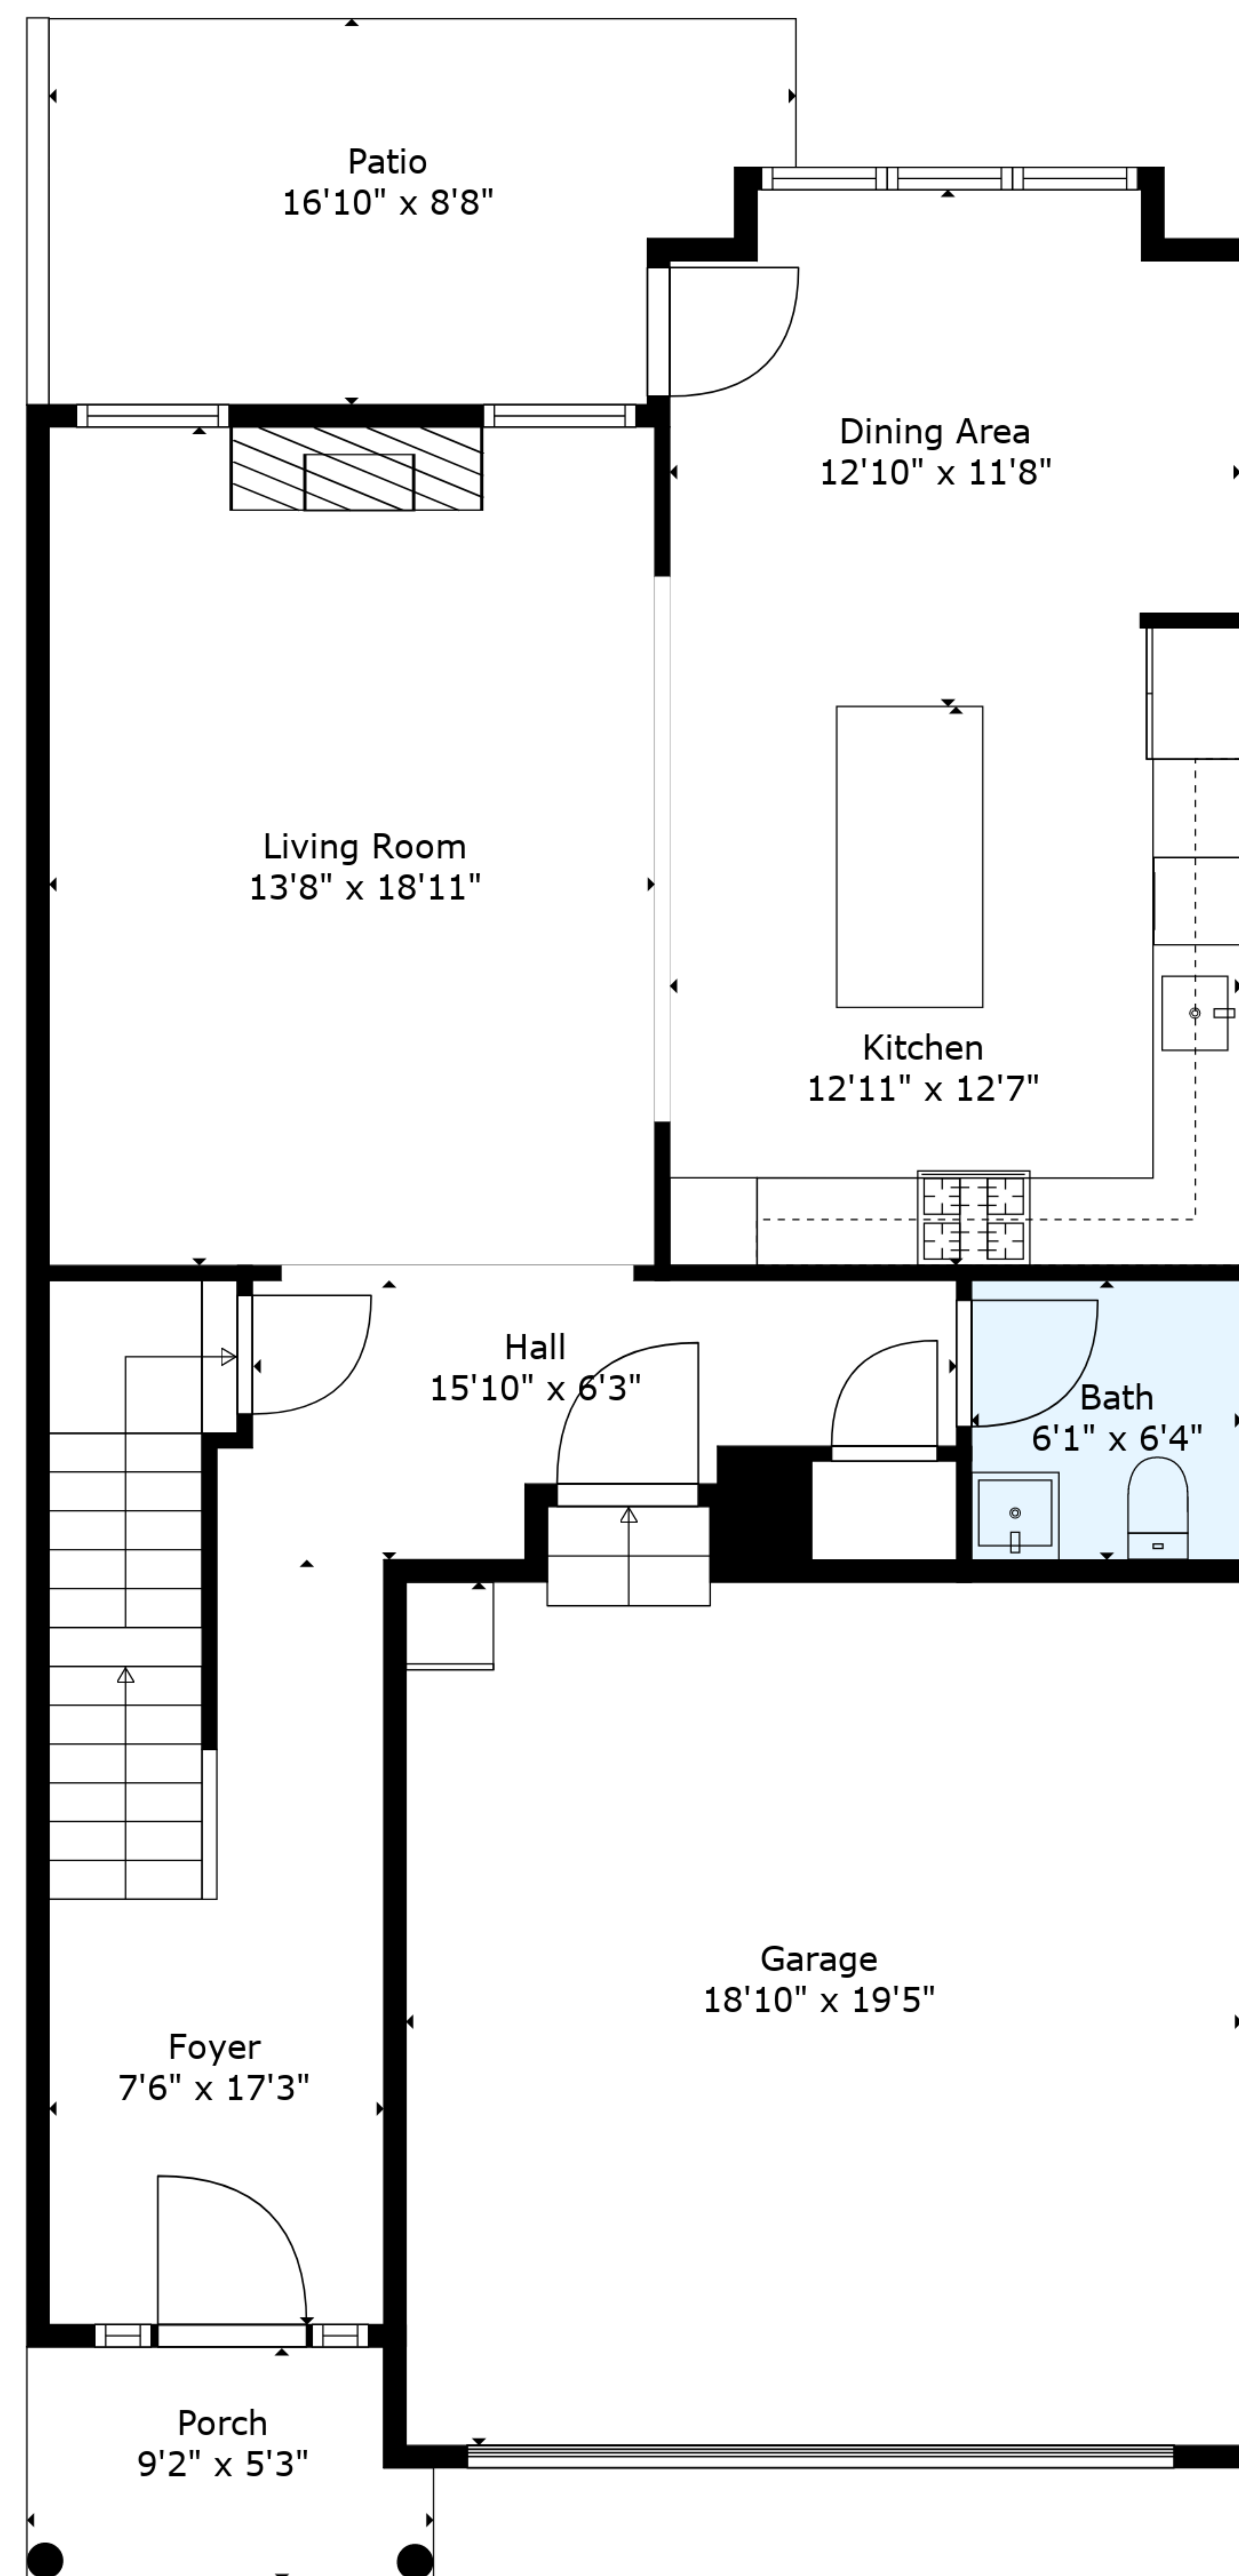 Patio
16'10" x 8'8"
Dining Area
12'10" x 11'8"
Living Room
13'8" x 18'11"
Kitchen
12'11" x 12'7"
Hall
15'10" x 6'3"
Bath
6'1" x 6'4"
Garage
18'10" x 19'5"
Foyer
7'6" x 17'3"
Porch
9'2" x 5'3"